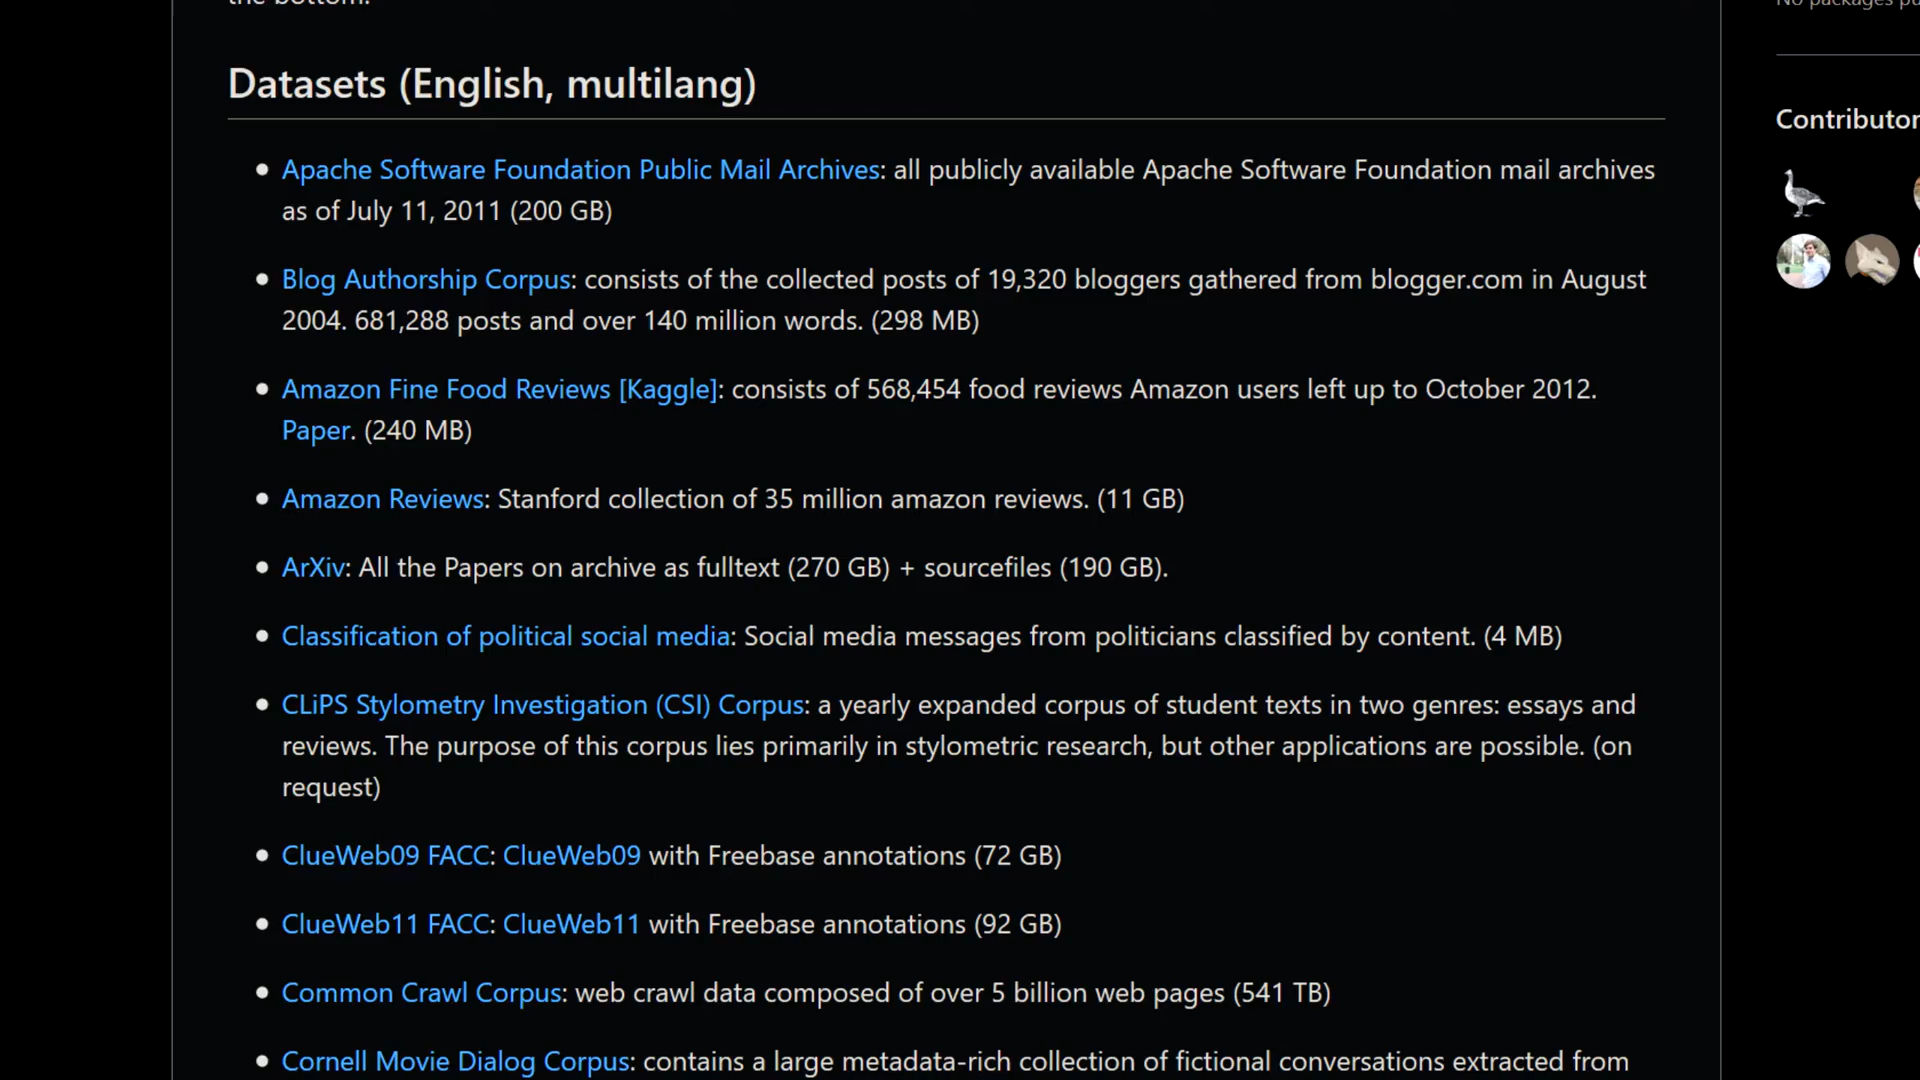 the bottom.
No packages pu
Datasets (English, multilang)
Contributor
Apache Software Foundation Public Mail Archives: all publicly available Apache Software Foundation mail archives
as of July 11, 2011 (200 GB)
Blog Authorship Corpus: consists of the collected posts of 19,320 bloggers gathered from blogger.com in August
2004. 681,288 posts and over 140 million words. (298 MB)
Amazon Fine Food Reviews [Kaggle]: consists of 568,454 food reviews Amazon users left up to October 2012.
Paper. (240 MB)
Amazon Reviews: Stanford collection of 35 million amazon reviews. (11 GB)
ArXiv: All the Papers on archive as fulltext (270 GB) + sourcefiles (190 GB).
Classification of political social media: Social media messages from politicians classified by content. (4 MB)
CLiPS Stylometry Investigation (CSI) Corpus: a yearly expanded corpus of student texts in two genres: essays and
reviews. The purpose of this corpus lies primarily in stylometric research, but other applications are possible. (on
request)
ClueWeb09 FACC: ClueWeb09 with Freebase annotations (72 GB)
ClueWeb11 FACC: ClueWeb11 with Freebase annotations (92 GB)
Common Crawl Corpus: web crawl data composed of over 5 billion web pages (541 TB)
Cornell Movie Dialog Corpus: contains a large metadata-rich collection of fictional conversations extracted from